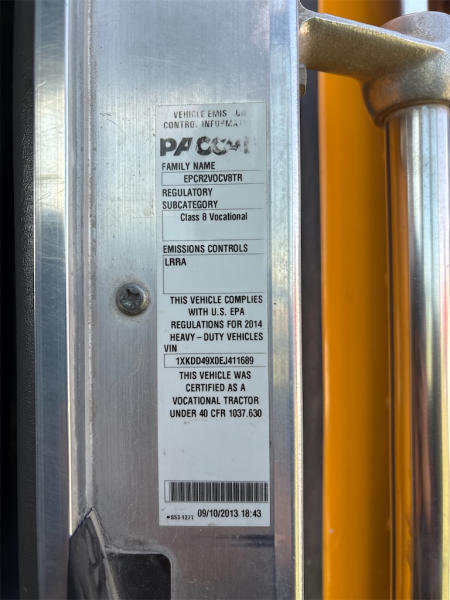 VEHICLE EMIS
CONTROL INFORMAT
FAMILY NAME
EPCR2VOCV8TR
REGULATORY
SUBCATEGORY
Class 8 Vocational
EMISSIONS CONTROLS
LRRA
THIS VEHICLE COMPLIES
WITH U.S. EPA
REGULATIONS FOR 2014
HEAVY-DUTY VEHICLES
VIN
1XKDD49X0EJ411689
THIS VEHICLE WAS
CERTIFIED AS A
VOCATIONAL TRACTOR
UNDER 40 CFR 1037.630
09/10/2013 18:43